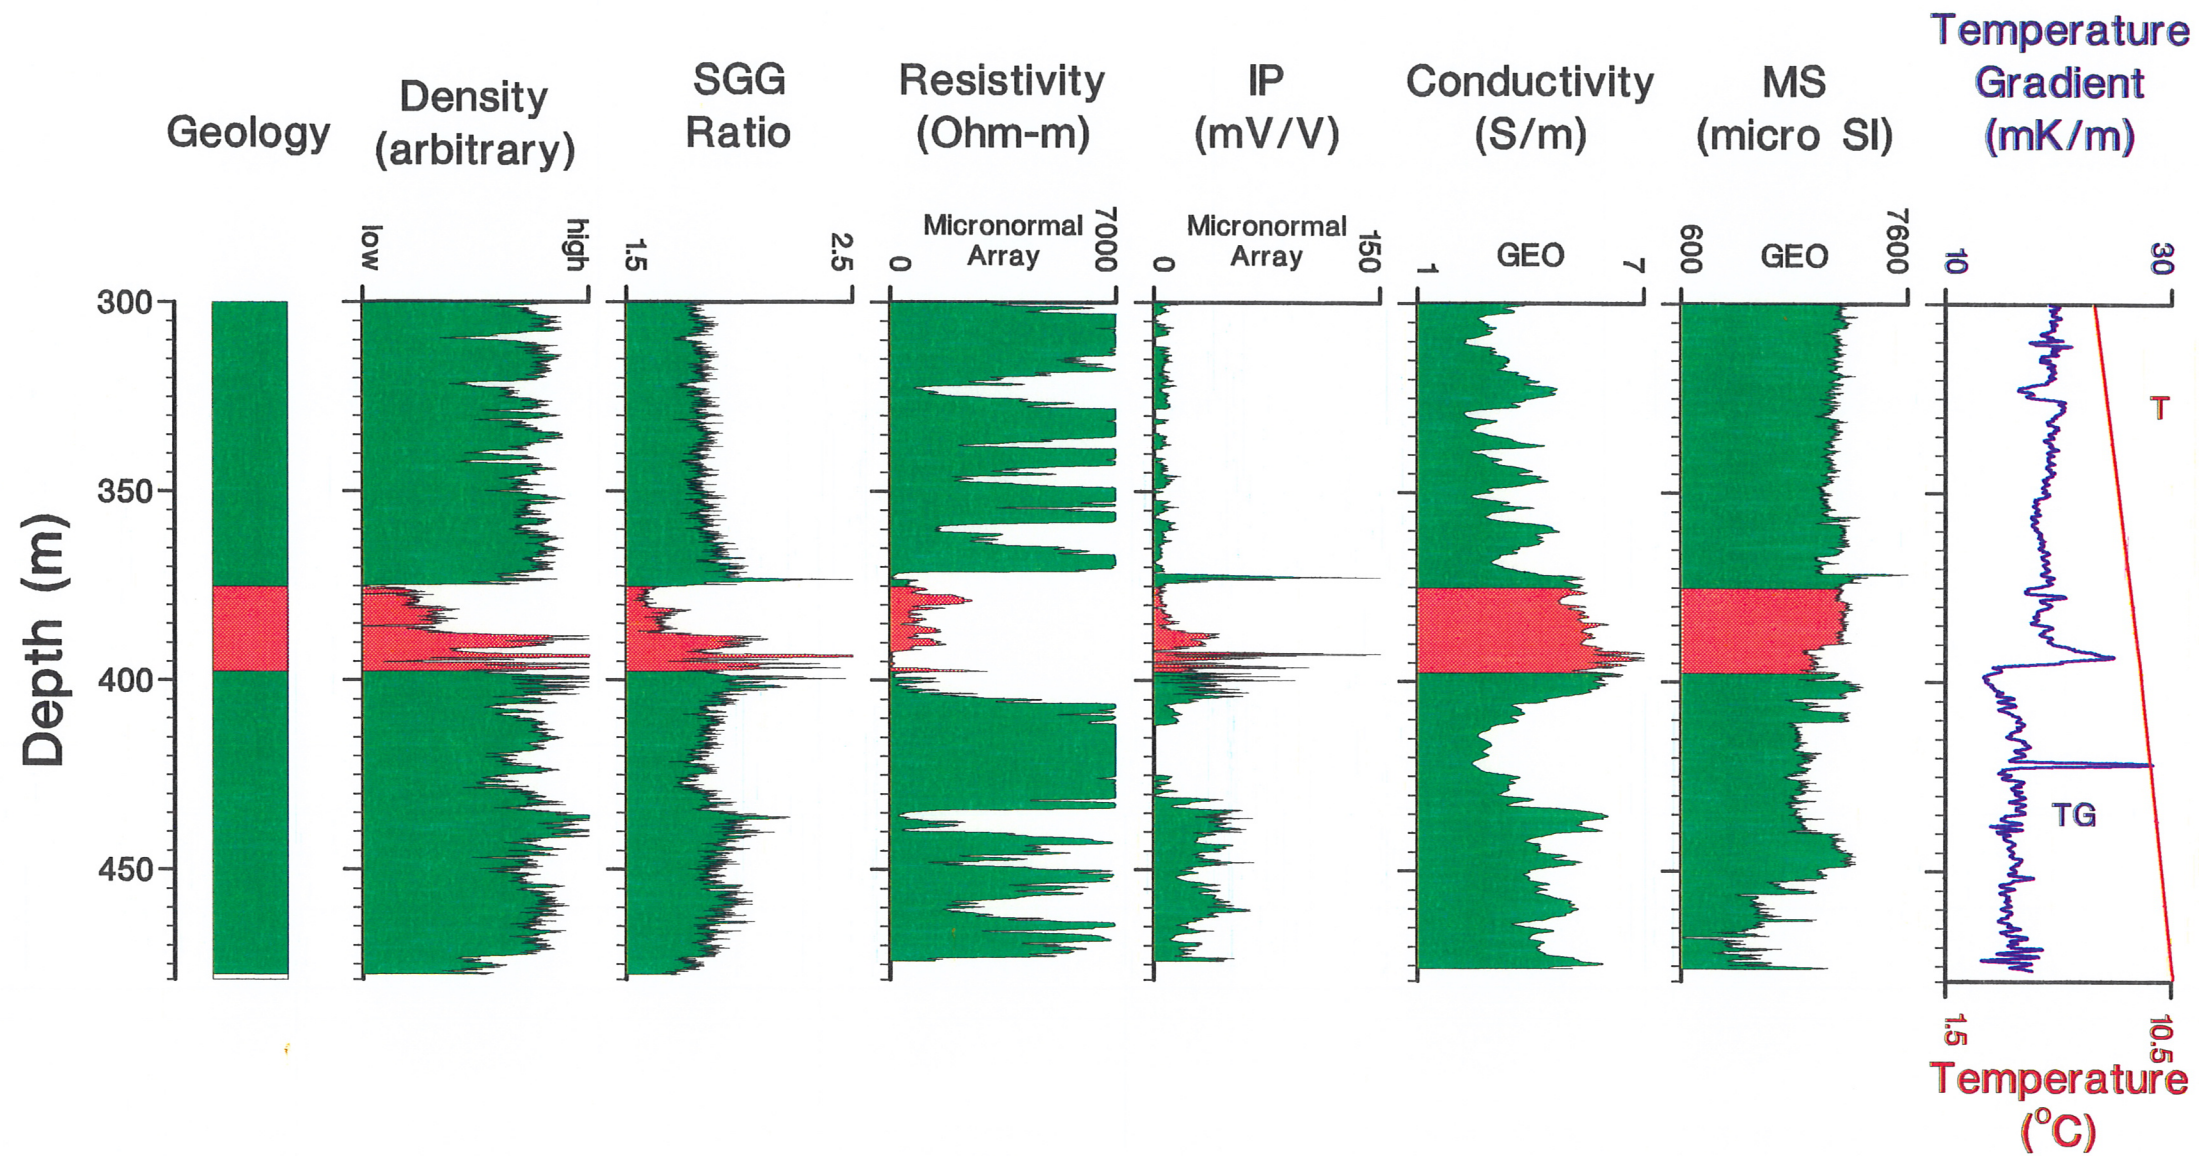 Geology
Density
(arbitrary)
SGG
Ratio
Resistivity
(Ohm-m)
IP
(mV/V)
Conductivity
(S/m)
MS
(micro SI)
Temperature
Gradient
(mK/m)
low
high
1.5
2.5
Micronormal
Array
0
7000
Micronormal
Array
0
150
GEO
1
7
GEO
600
7600
10
30
Depth (m)
300
350
400
450
T
TG
1.5
10.5
Temperature
(°C)